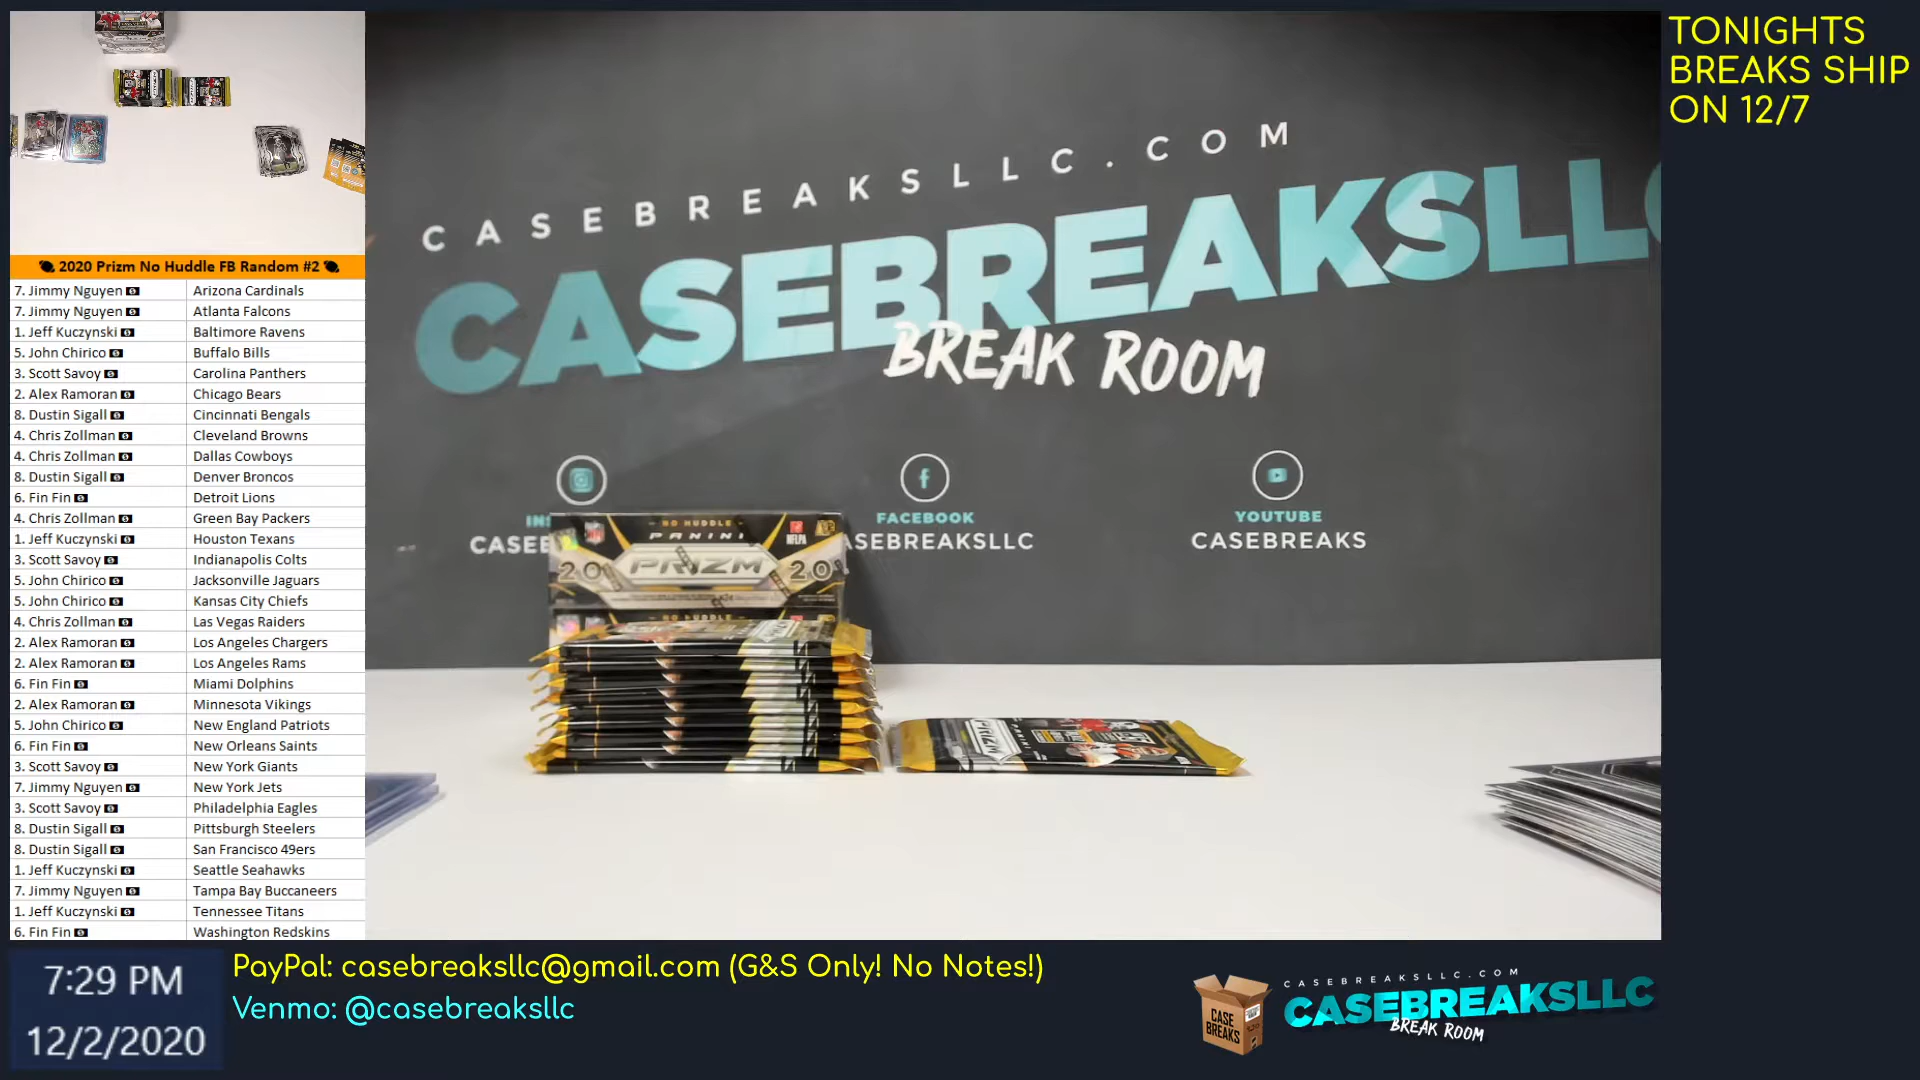 TONIGHTS
BREAKS SHIP
ON 12/7
CASEBREAKSLLC.COM
CASEBREAKSLLC
BREAK ROOM
FACEBOOK
YOUTUBE
CASEBREAKS
NO HUDDLE
PANINI
PRIZM
20 20
NO HUDDLE
PRIZM
2020 Prizm No Huddle FB Random #2
7. Jimmy Nguyen Arizona Cardinals
7. Jimmy Nguyen Atlanta Falcons
1. Jeff Kuczynski Baltimore Ravens
5. John Chirico Buffalo Bills
3. Scott Savoy Carolina Panthers
2. Alex Ramoran Chicago Bears
8. Dustin Sigall Cincinnati Bengals
4. Chris Zollman Cleveland Browns
4. Chris Zollman Dallas Cowboys
8. Dustin Sigall Denver Broncos
6. Fin Fin Detroit Lions
4. Chris Zollman Green Bay Packers
1. Jeff Kuczynski Houston Texans
3. Scott Savoy Indianapolis Colts
5. John Chirico Jacksonville Jaguars
5. John Chirico Kansas City Chiefs
4. Chris Zollman Las Vegas Raiders
2. Alex Ramoran Los Angeles Chargers
2. Alex Ramoran Los Angeles Rams
6. Fin Fin Miami Dolphins
2. Alex Ramoran Minnesota Vikings
5. John Chirico New England Patriots
6. Fin Fin New Orleans Saints
3. Scott Savoy New York Giants
7. Jimmy Nguyen New York Jets
3. Scott Savoy Philadelphia Eagles
8. Dustin Sigall Pittsburgh Steelers
8. Dustin Sigall San Francisco 49ers
1. Jeff Kuczynski Seattle Seahawks
7. Jimmy Nguyen Tampa Bay Buccaneers
1. Jeff Kuczynski Tennessee Titans
6. Fin Fin Washington Redskins
7:29 PM
12/2/2020
PayPal: casebreaksllc@gmail.com (G&S Only! No Notes!)
Venmo: @casebreaksllc
CASE
BREAKS
CASEBREAKSLLC.COM
CASEBREAKSLLC
BREAK ROOM